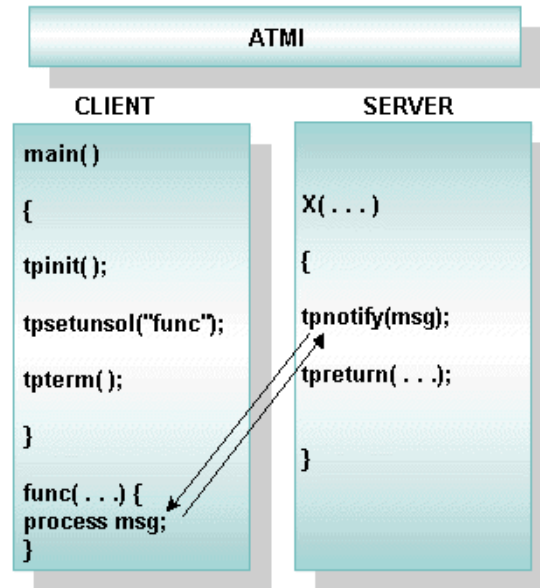 ATMI
CLIENT
main( )
{
tpinit( );
tpsetunsol("func");
tpterm( );
}
func( . . .) {
process msg;
}
SERVER
X( . . . )
{
tpnotify(msg);
tpreturn( . . .);
}